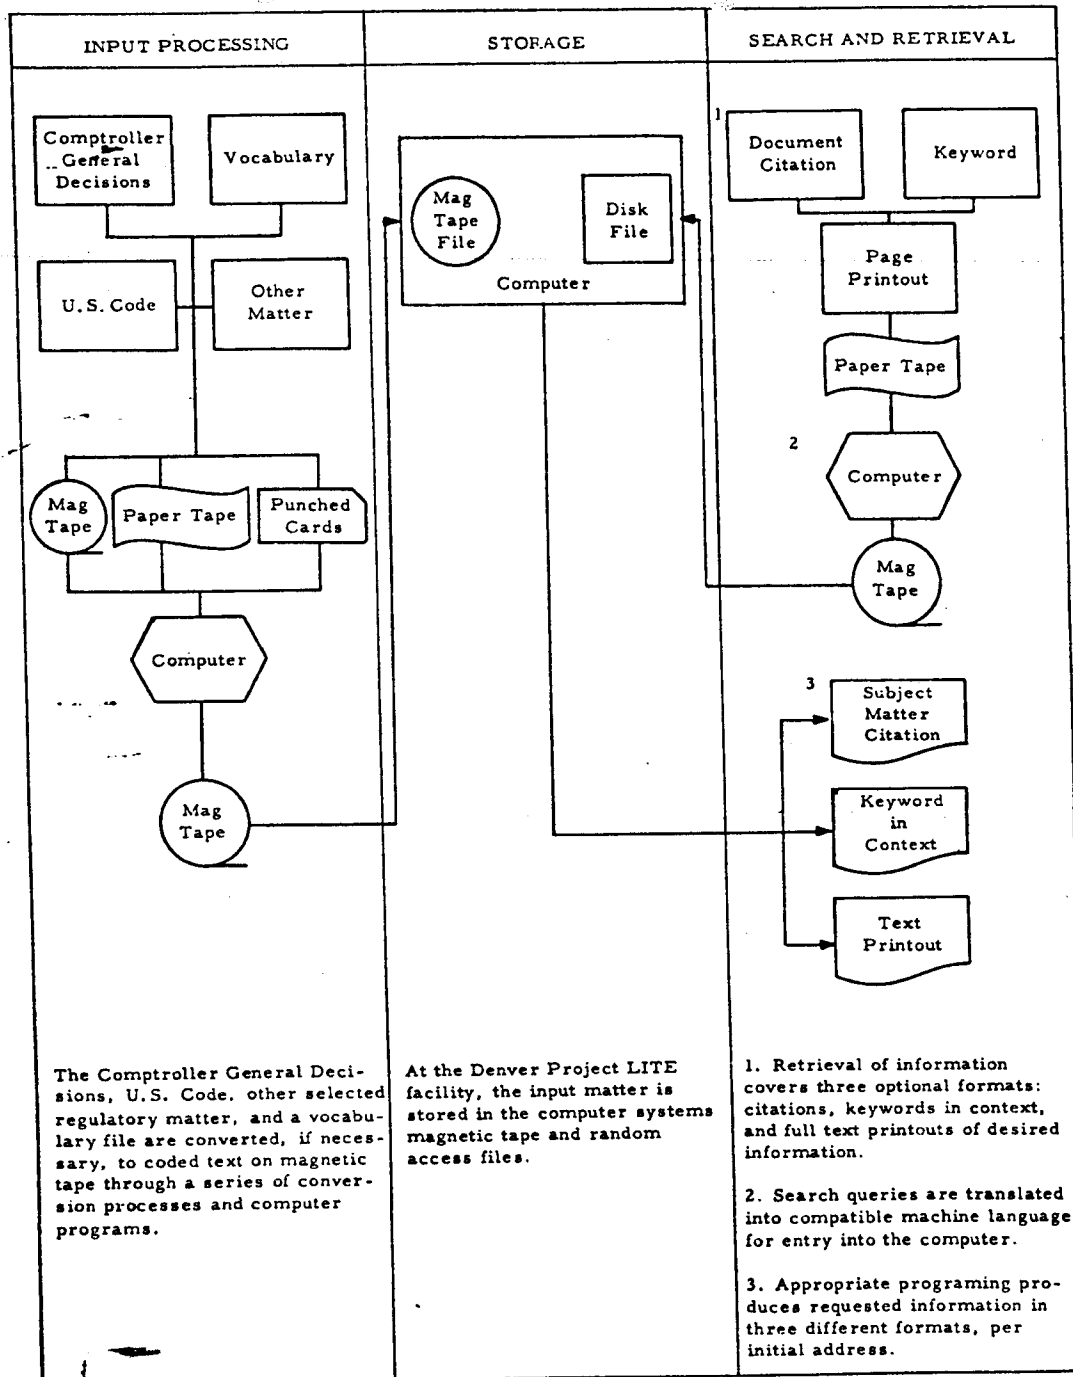 INPUT PROCESSING
STORAGE
SEARCH AND RETRIEVAL
Comptroller
General
Decisions
Vocabulary
U.S. Code
Other
Matter
Mag
Tape
Paper Tape
Punched
Cards
Computer
Mag
Tape
Mag
Tape
File
Disk
File
Computer
1
Document
Citation
Keyword
Page
Printout
Paper Tape
2
Computer
Mag
Tape
3
Subject
Matter
Citation
Keyword
in
Context
Text
Printout
The Comptroller General Deci-
sions, U.S. Code. other selected
regulatory matter, and a vocabu-
lary file are converted, if neces-
sary, to coded text on magnetic
tape through a series of conver-
sion processes and computer
programs.
At the Denver Project LITE
facility, the input matter is
stored in the computer systems
magnetic tape and random
access files.
1. Retrieval of information
covers three optional formats:
citations, keywords in context,
and full text printouts of desired
information.
2. Search queries are translated
into compatible machine language
for entry into the computer.
3. Appropriate programing pro-
duces requested information in
three different formats, per
initial address.